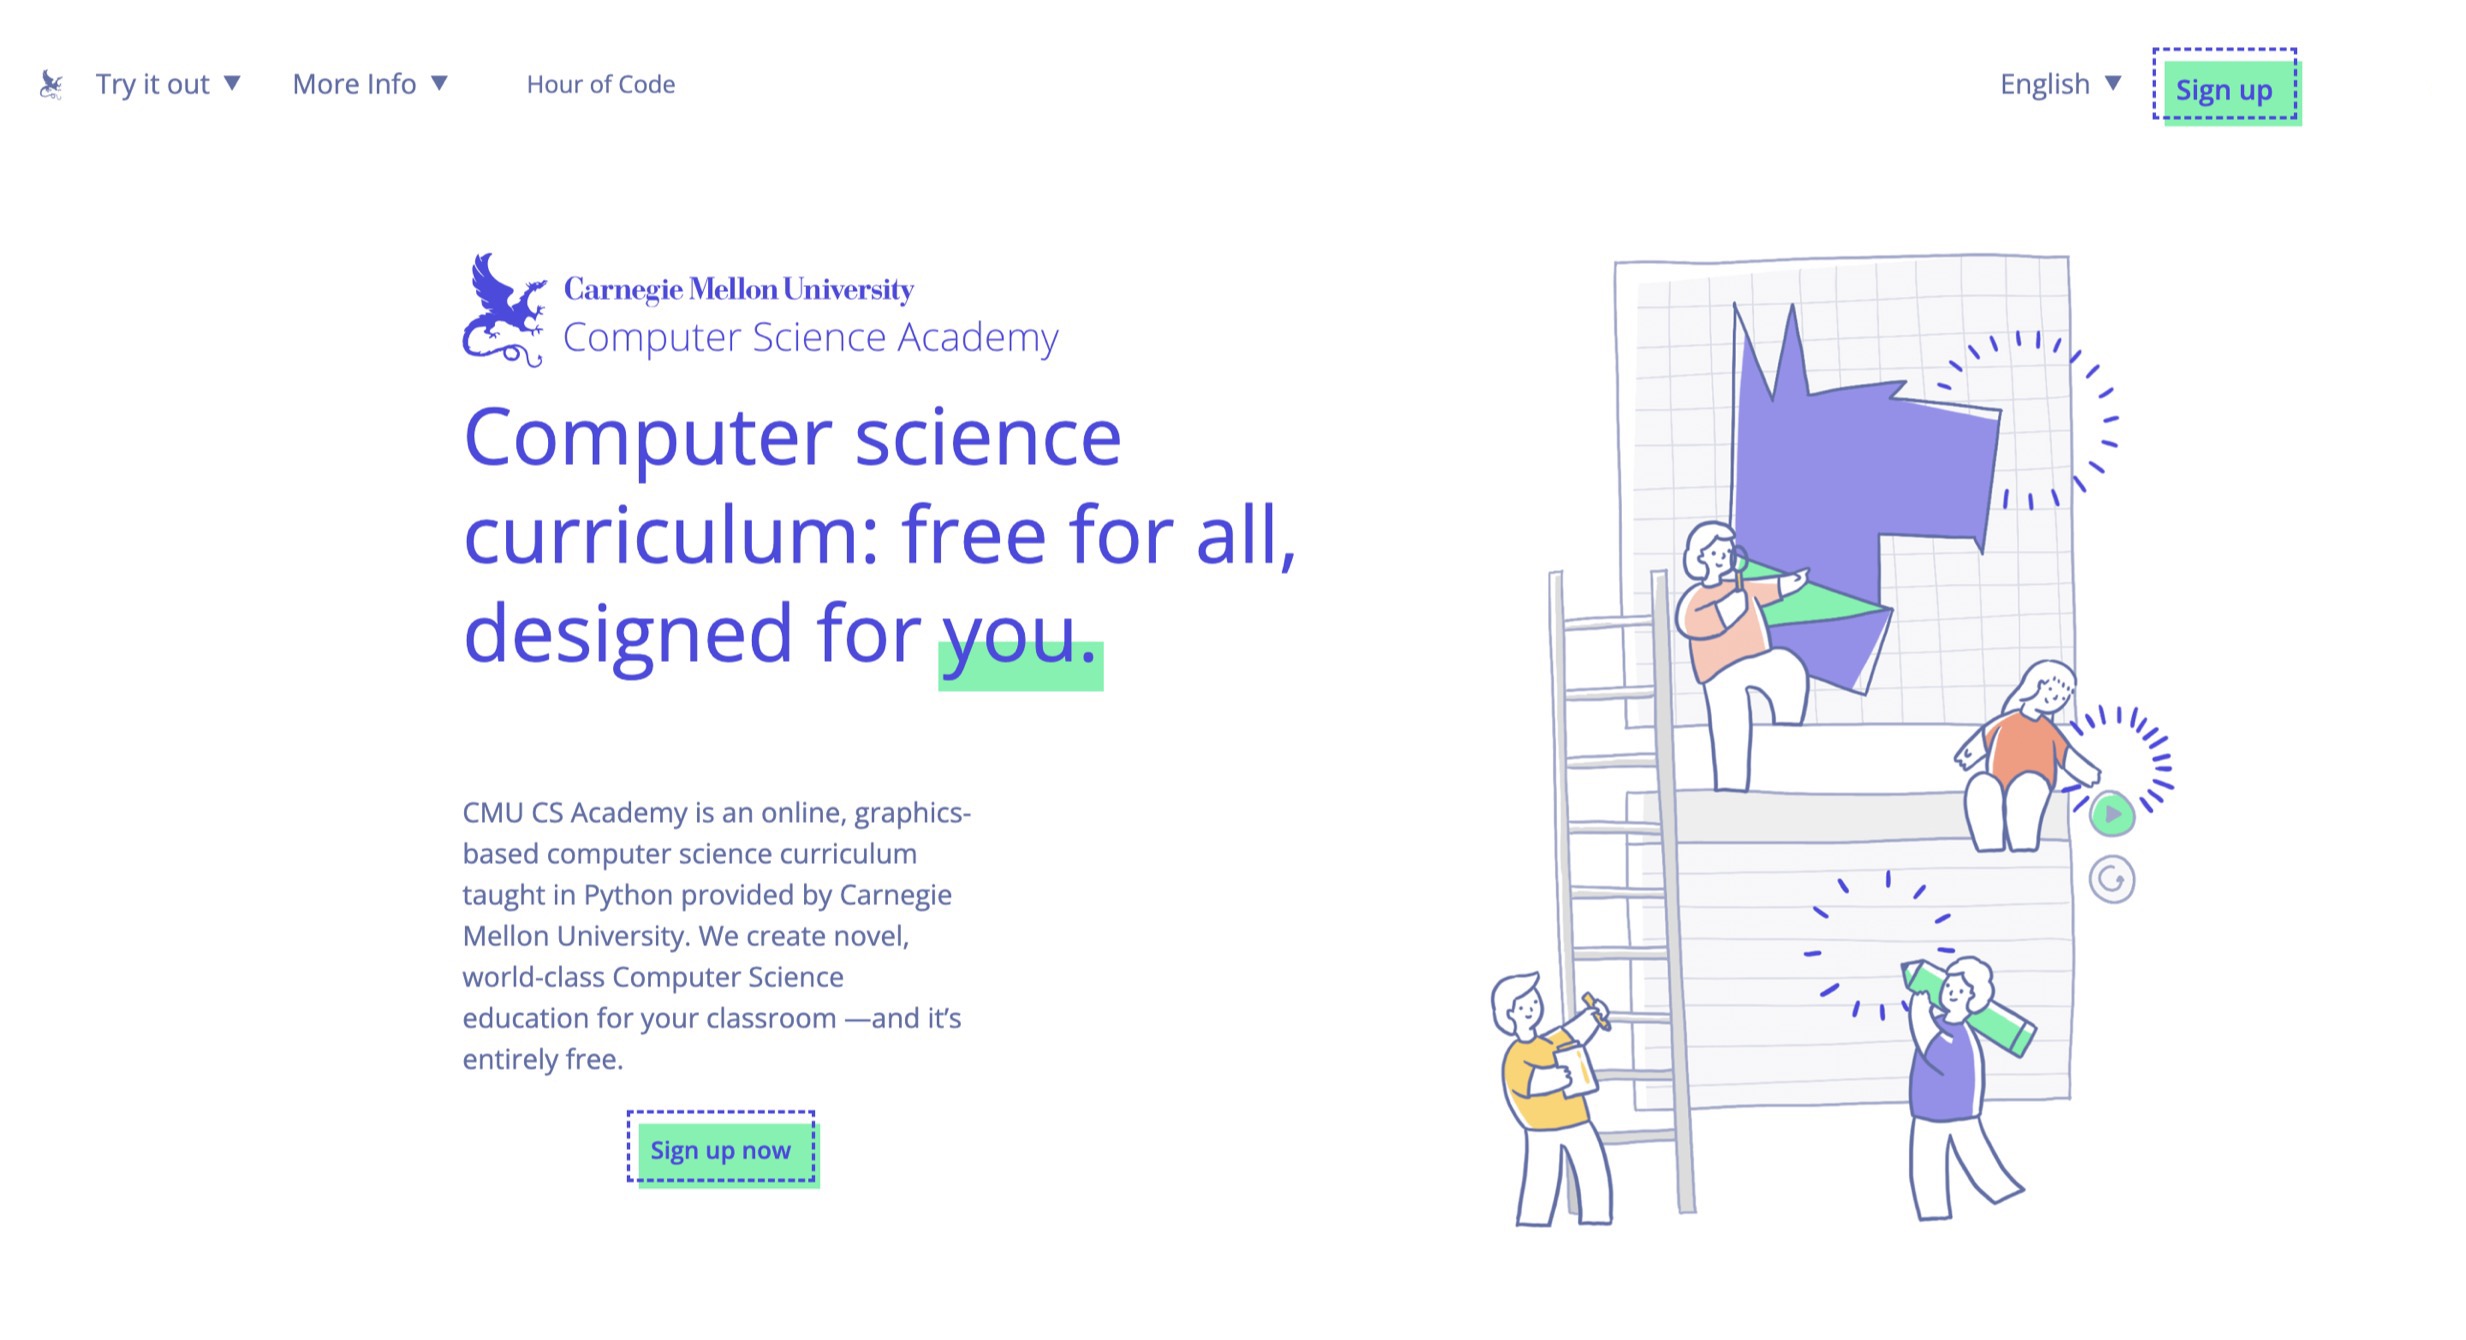 Try it out ▼ More Info ▼ Hour of Code English ▼ Sign up
Carnegie Mellon University
Computer Science Academy
Computer science
curriculum: free for all,
designed for you.
CMU CS Academy is an online, graphics-
based computer science curriculum
taught in Python provided by Carnegie
Mellon University. We create novel,
world-class Computer Science
education for your classroom —and it’s
entirely free.
Sign up now